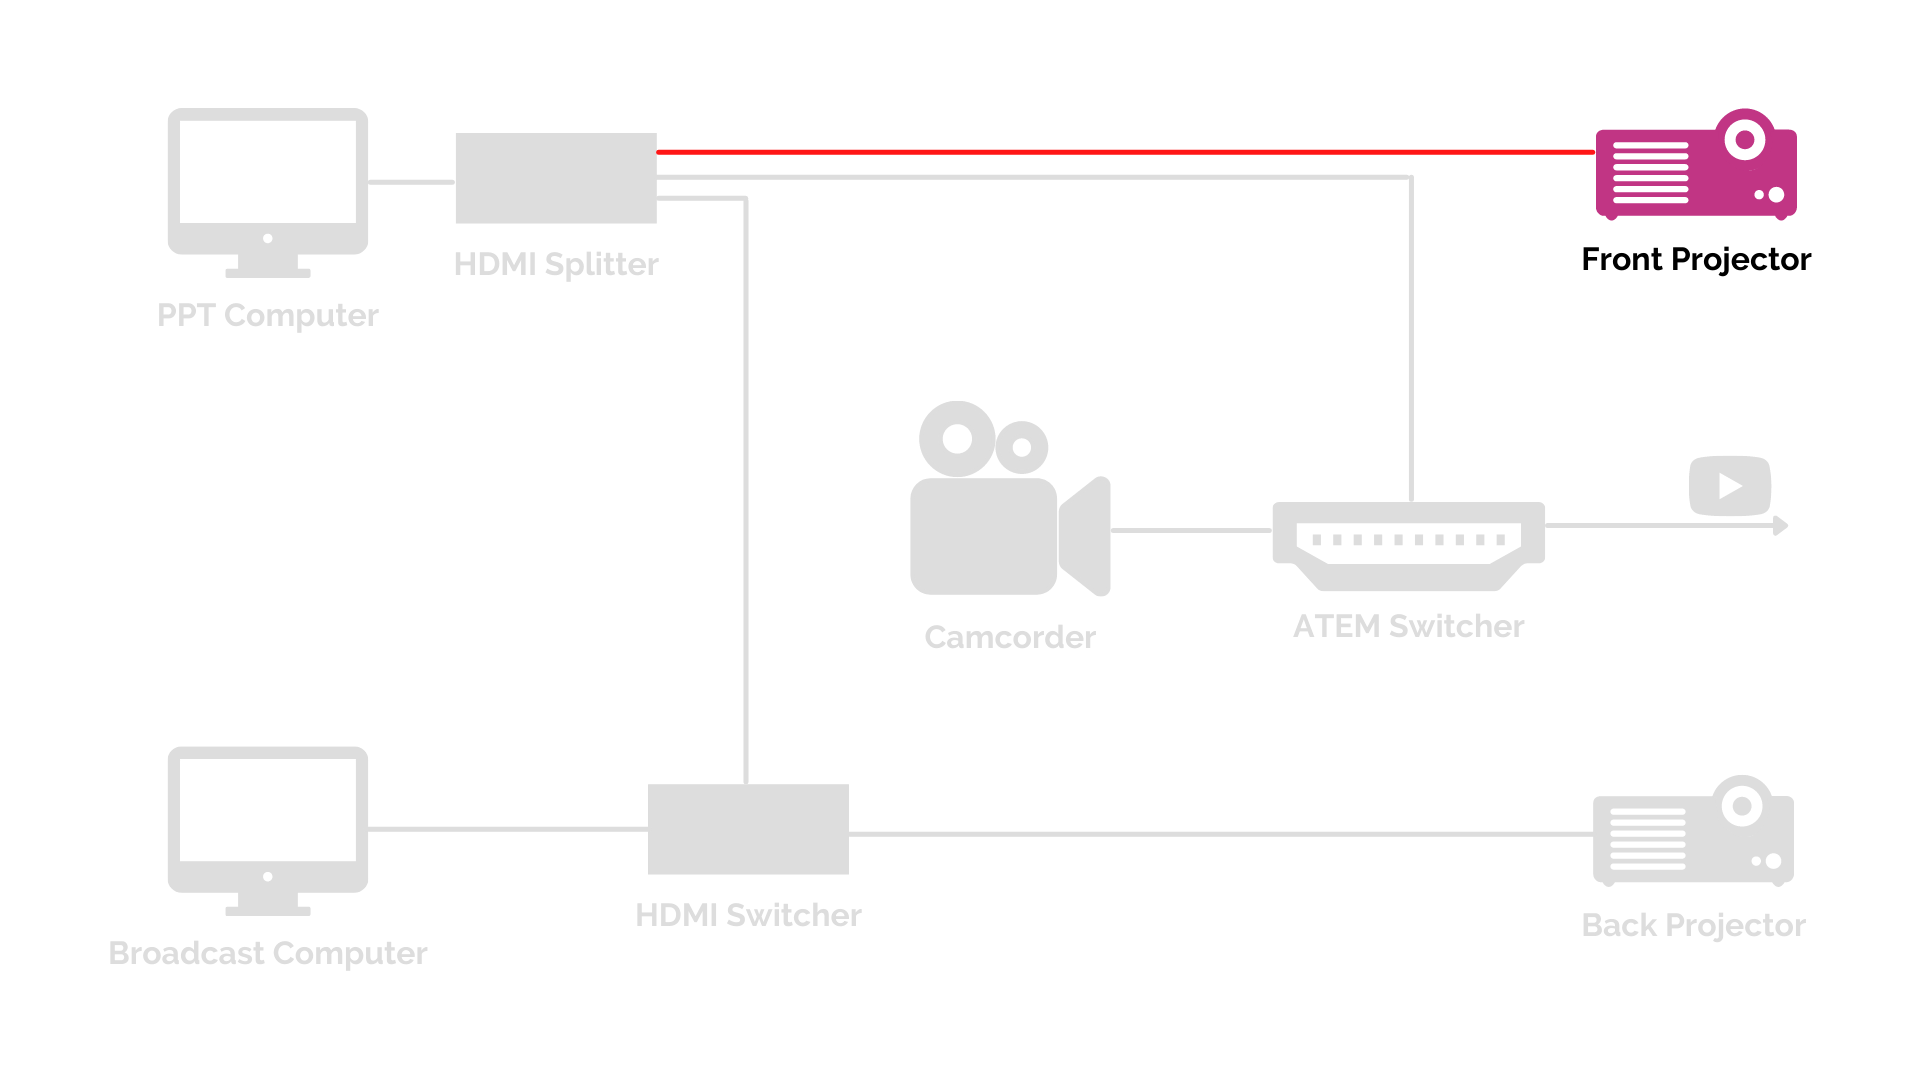 HDMI Splitter
Front Projector
PPT Computer
Camcorder
ATEM Switcher
HDMI Switcher
Back Projector
Broadcast Computer